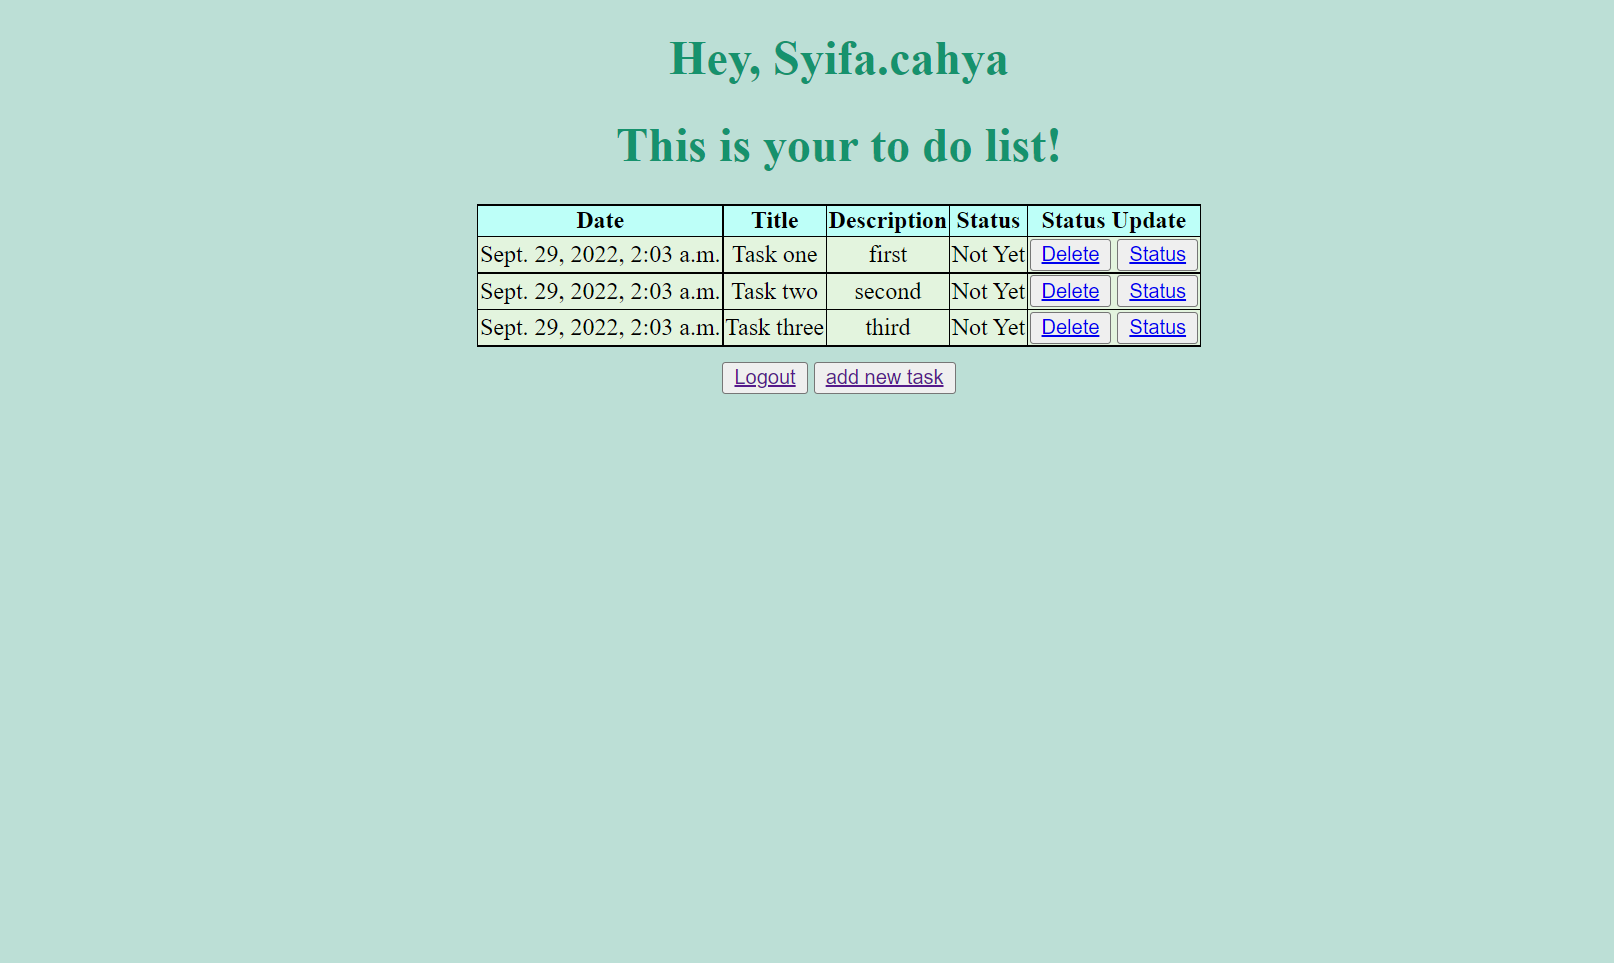 Hey, Syifa.cahya
This is your to do list!
Date Title Description Status Status Update
Sept. 29, 2022, 2:03 a.m. Task one first Not Yet Delete Status
Sept. 29, 2022, 2:03 a.m. Task two second Not Yet Delete Status
Sept. 29, 2022, 2:03 a.m. Task three third Not Yet Delete Status
Logout add new task